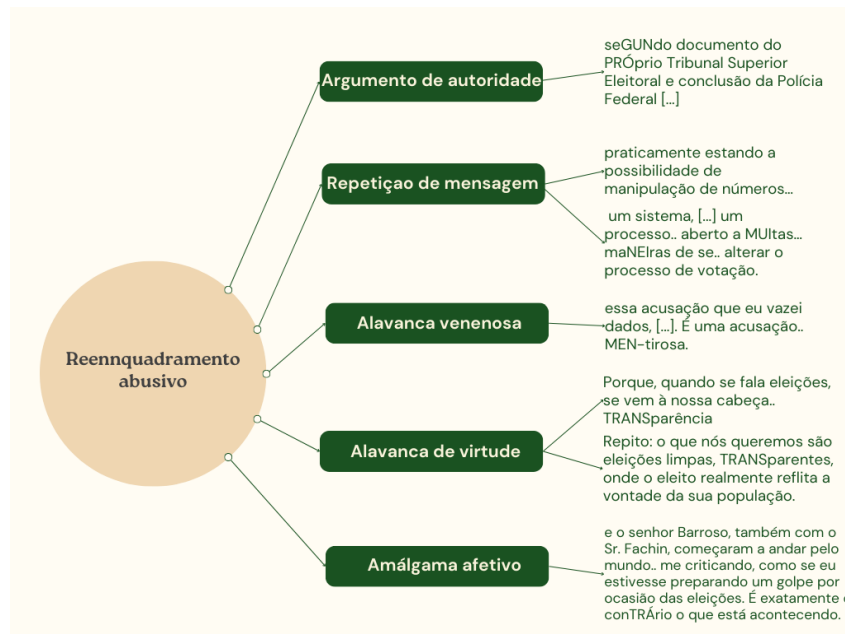 Reennquadramento
abusivo
Argumento de autoridade
seGUNdo documento do
PRÓprio Tribunal Superior
Eleitoral e conclusão da Polícia
Federal [...]
Repetiçao de mensagem
praticamente estando a
possibilidade de
manipulação de números...
um sistema, [...] um
processo.. aberto a MUItas...
maNEIras de se.. alterar o
processo de votação.
Alavanca venenosa
essa acusação que eu vazei
dados, [...]. É uma acusação..
MEN-tirosa.
Alavanca de virtude
Porque, quando se fala eleições,
se vem à nossa cabeça..
TRANSparência
Repito: o que nós queremos são
eleições limpas, TRANSparentes,
onde o eleito realmente reflita a
vontade da sua população.
Amálgama afetivo
e o senhor Barroso, também com o
Sr. Fachin, começaram a andar pelo
mundo.. me criticando, como se eu
estivesse preparando um golpe por
ocasião das eleições. É exatamente
conTRÁrio o que está acontecendo.